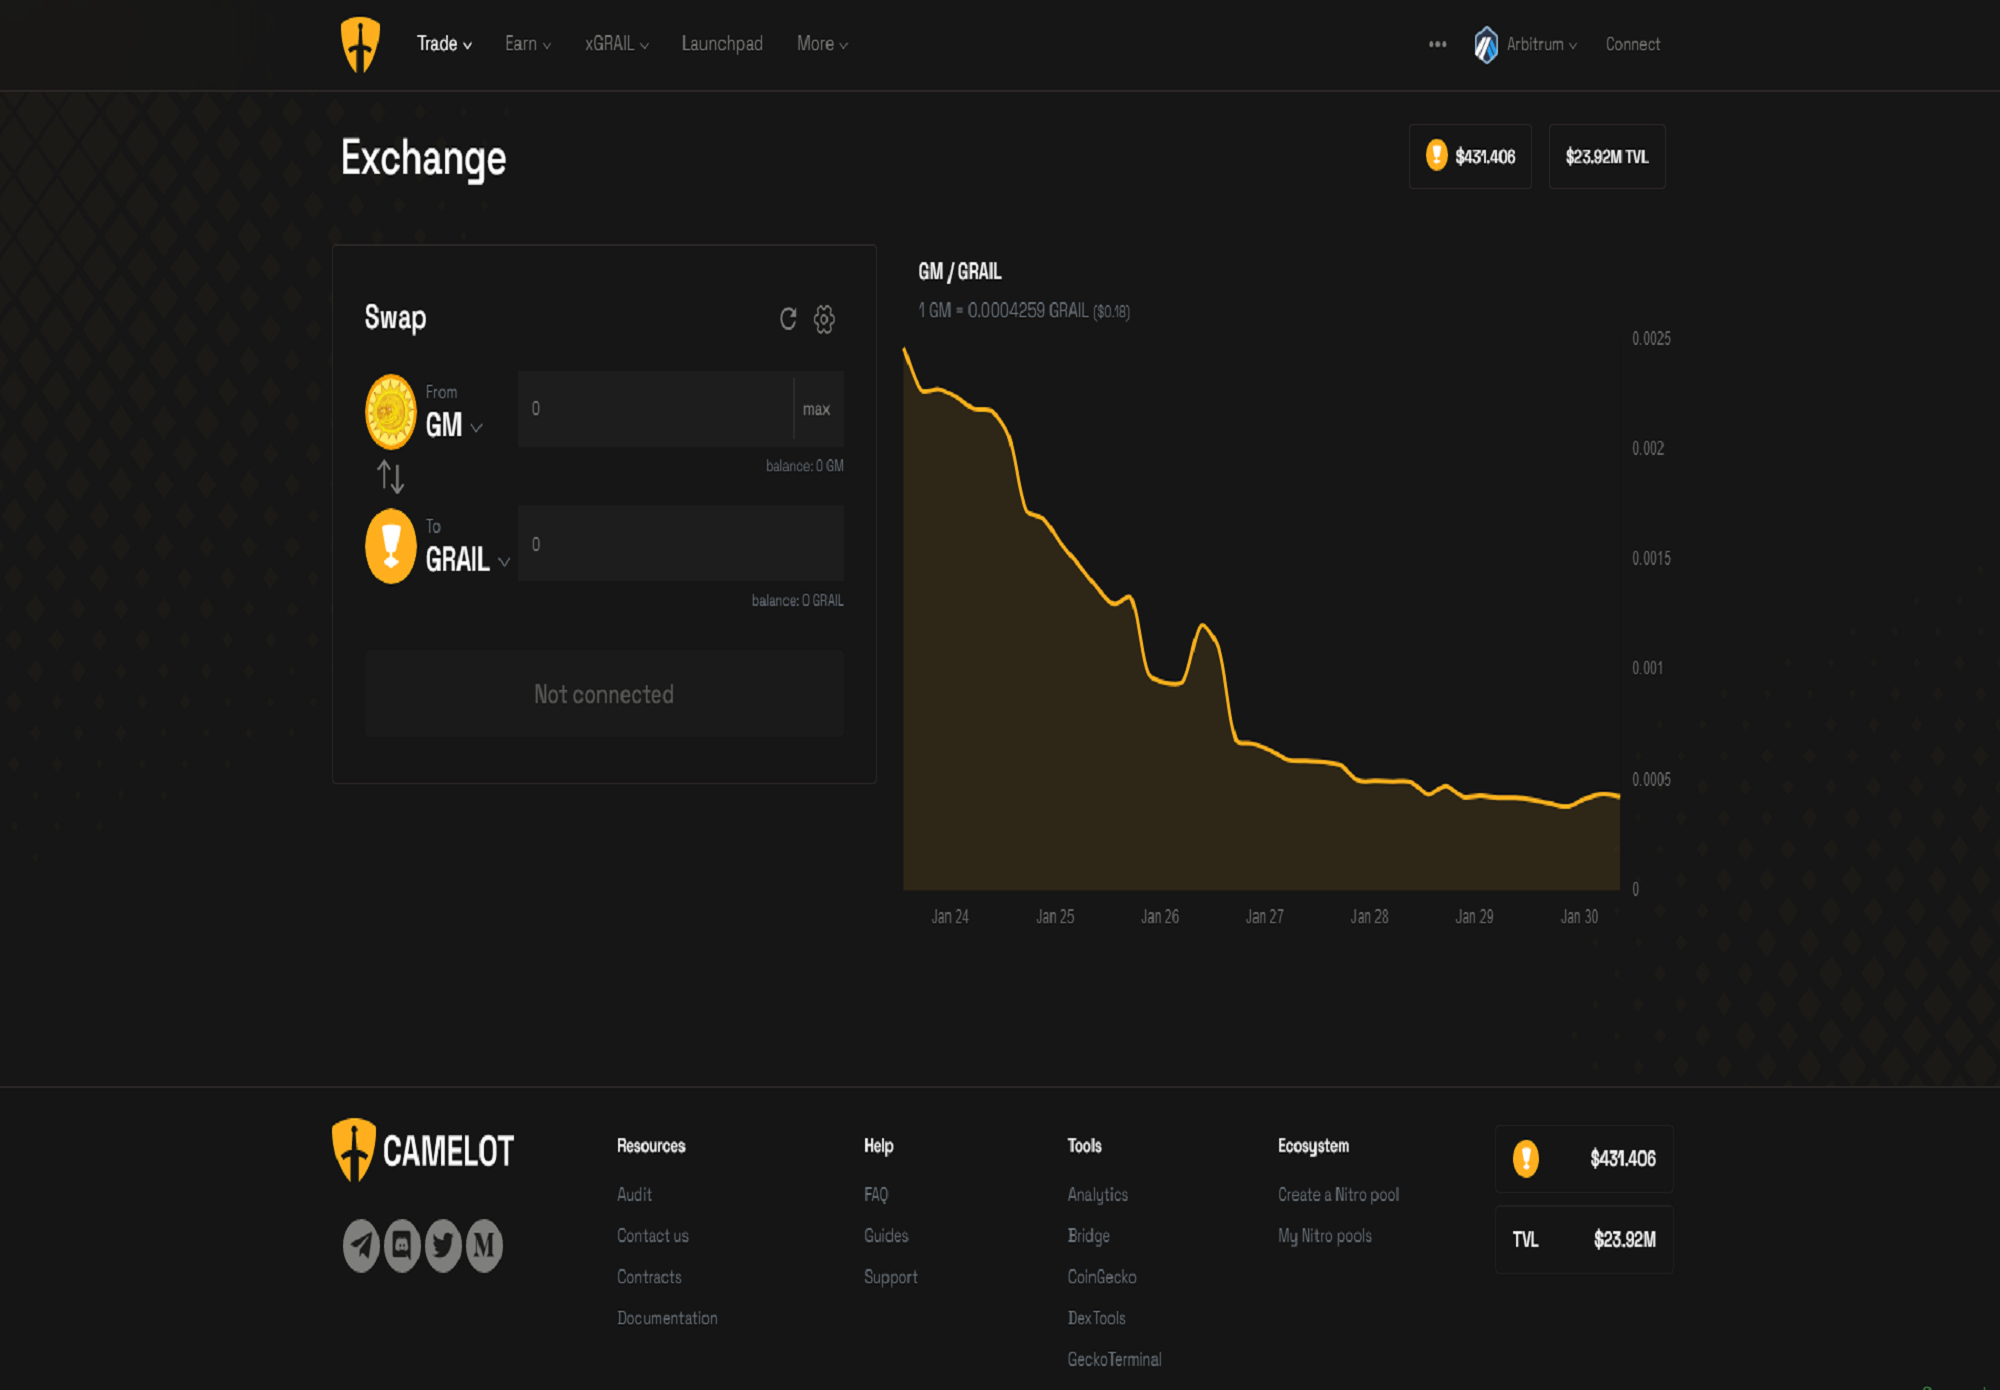 Trade Earn xGRAIL Launchpad More ••• Arbitrum Connect
Exchange
$431.406 $23.92M TVL
Swap
From
GM
0
max
balance: 0 GM
To
GRAIL
0
balance: 0 GRAIL
Not connected
GM / GRAIL
1 GM = 0.0004259 GRAIL ($0.18)
0.0025
0.002
0.0015
0.001
0.0005
0
Jan 24 Jan 25 Jan 26 Jan 27 Jan 28 Jan 29 Jan 30
CAMELOT
Resources
Audit
Contact us
Contracts
Documentation
Help
FAQ
Guides
Support
Tools
Analytics
Bridge
CoinGecko
DexTools
GeckoTerminal
Ecosystem
Create a Nitro pool
My Nitro pools
$431.406
TVL $23.92M